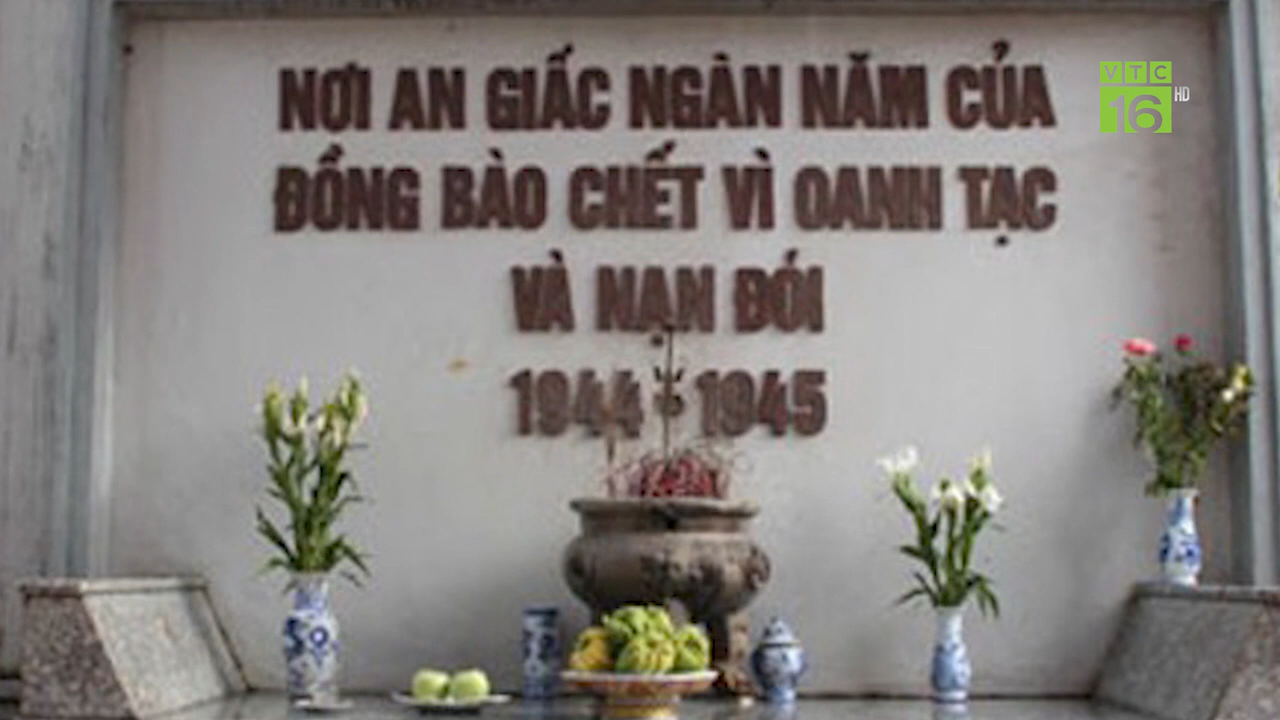 NƠI AN GIẤC NGÀN NĂM CỦA
ĐỒNG BÀO CHẾT VÌ OANH TẠC
VÀ NẠN ĐÓI
1944 - 1945
VTC
16 HD